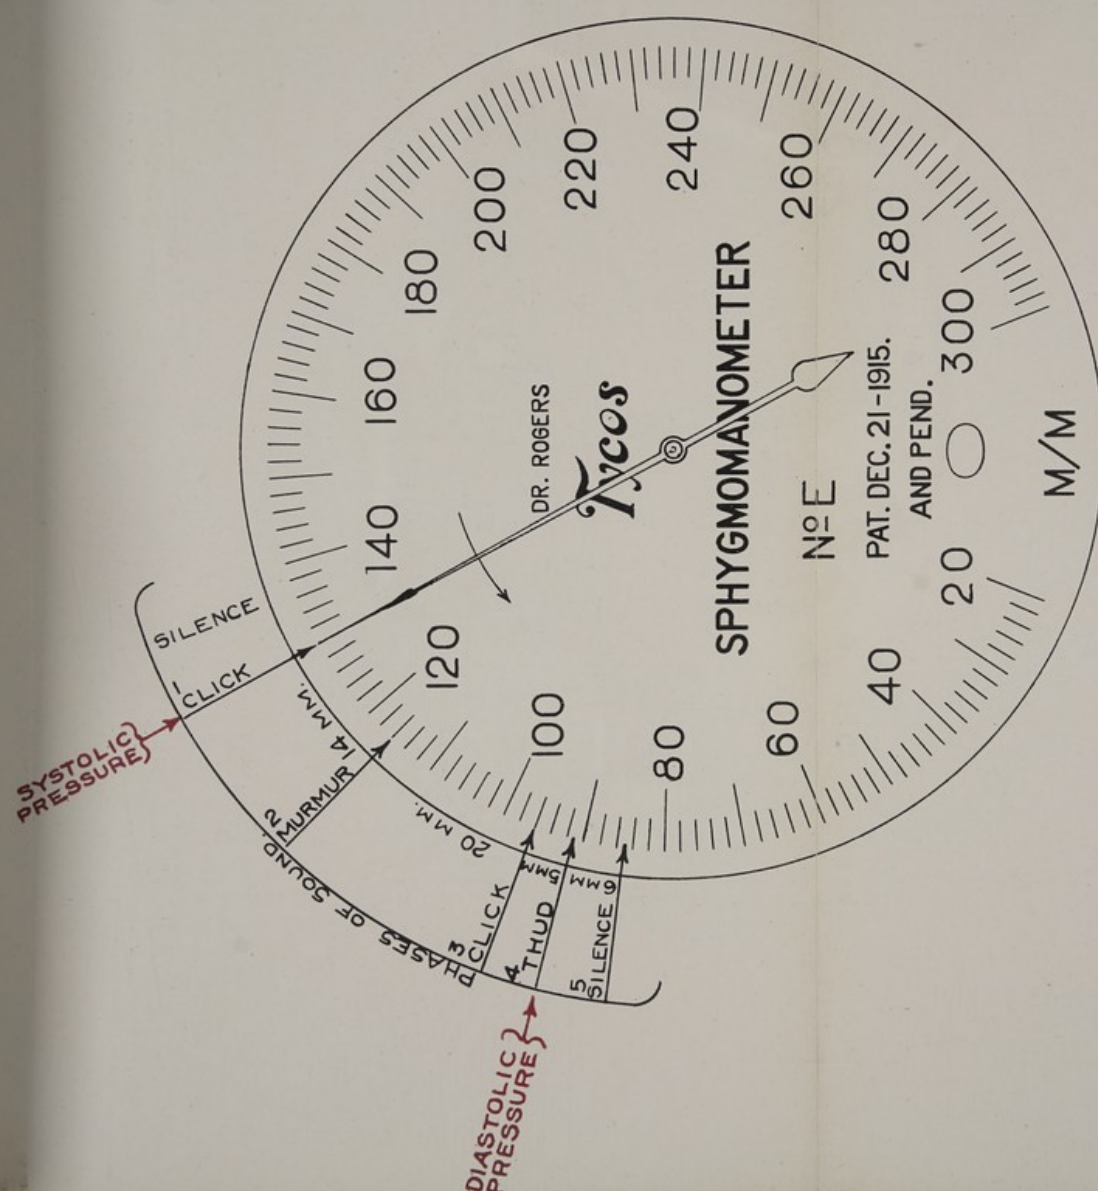 SYSTOLIC
PRESSURE
SILENCE
1
CLICK
14 MM.
2
MURMUR
20 MM.
PHASES OF SOUND.
3
CLICK
5MM
4
THUD
6MM
5
SILENCE
DIASTOLIC
PRESSURE
20
40
60
80
100
120
140
160
180
200
220
240
260
280
300
DR. ROGERS
Tycos
SPHYGMOMANOMETER
Nº E
PAT. DEC. 21-1915.
AND PEND.
M/M